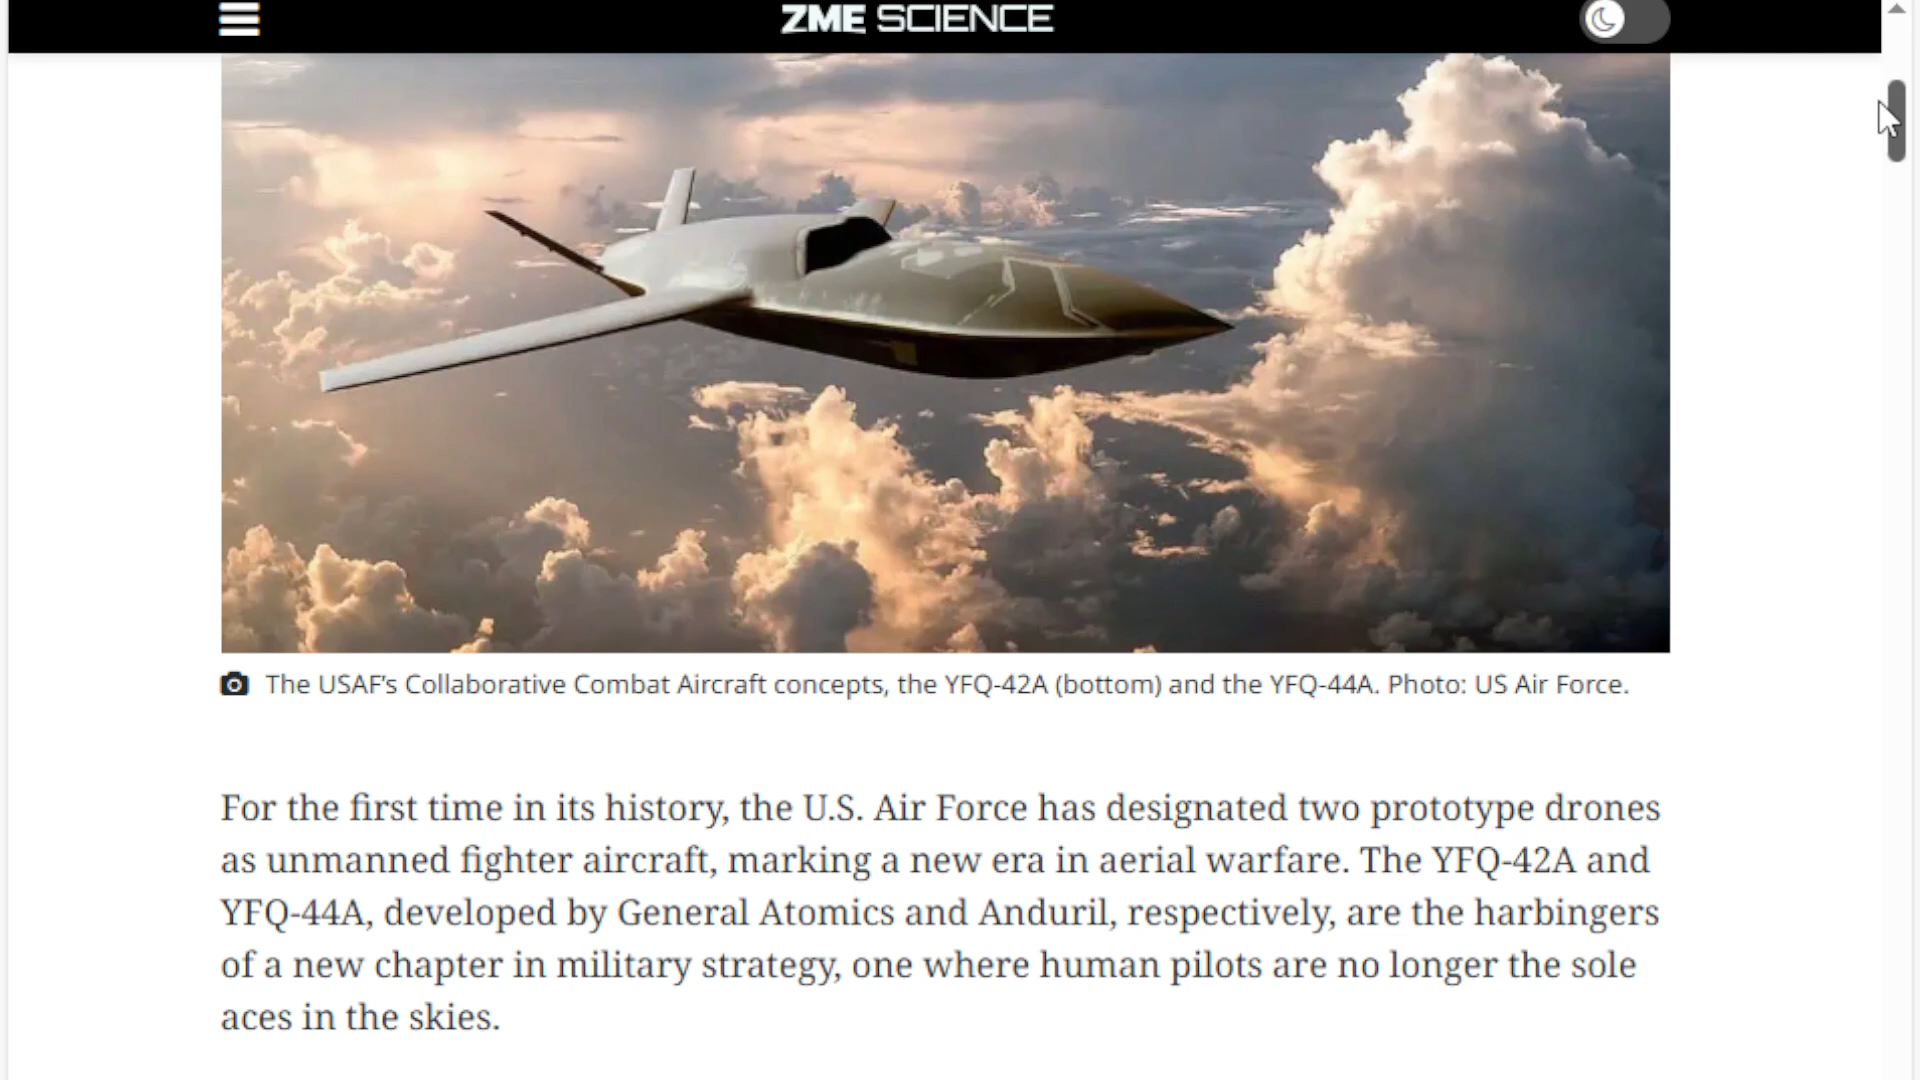 ZME SCIENCE
The USAF's Collaborative Combat Aircraft concepts, the YFQ-42A (bottom) and the YFQ-44A. Photo: US Air Force.
For the first time in its history, the U.S. Air Force has designated two prototype drones
as unmanned fighter aircraft, marking a new era in aerial warfare. The YFQ-42A and
YFQ-44A, developed by General Atomics and Anduril, respectively, are the harbingers
of a new chapter in military strategy, one where human pilots are no longer the sole
aces in the skies.